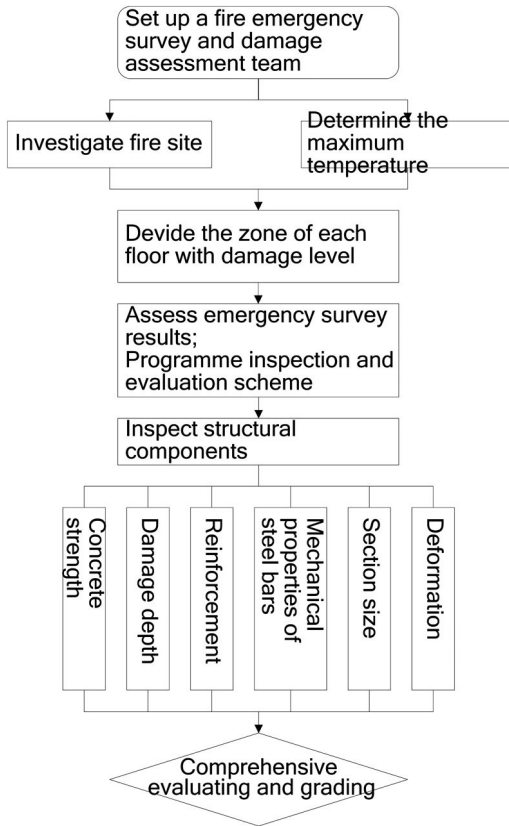 Set up a fire emergency
survey and damage
assessment team
Investigate fire site
Determine the
maximum
temperature
Devide the zone of each
floor with damage level
Assess emergency survey
results;
Programme inspection and
evaluation scheme
Inspect structural
components
Concrete
strength
Damage depth
Reinforcement
Mechanical
properties of
steel bars
Section size
Deformation
Comprehensive
evaluating and grading